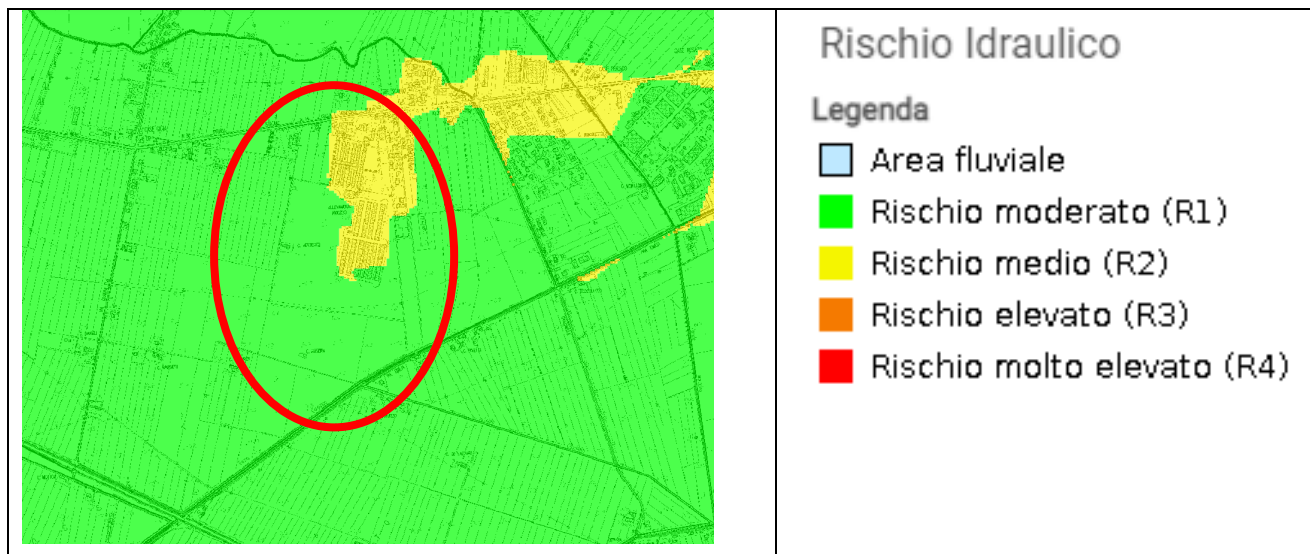 Rischio Idraulico
Legenda
Area fluviale
Rischio moderato (R1)
Rischio medio (R2)
Rischio elevato (R3)
Rischio molto elevato (R4)